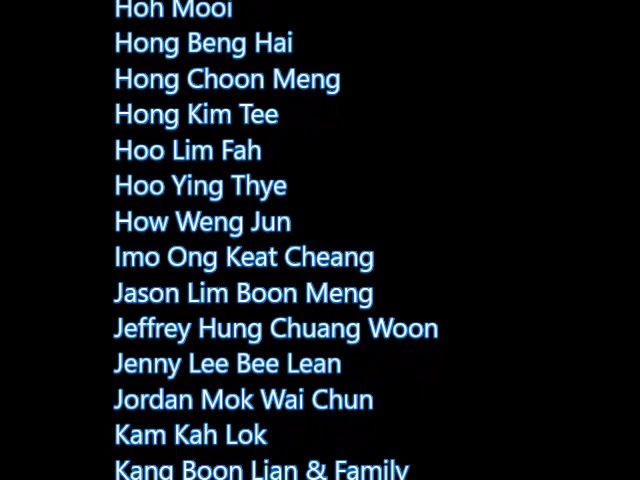 Hoh Mooi
Hong Beng Hai
Hong Choon Meng
Hong Kim Tee
Hoo Lim Fah
Hoo Ying Thye
How Weng Jun
Imo Ong Keat Cheang
Jason Lim Boon Meng
Jeffrey Hung Chuang Woon
Jenny Lee Bee Lean
Jordan Mok Wai Chun
Kam Kah Lok
Kang Boon Lian & Family